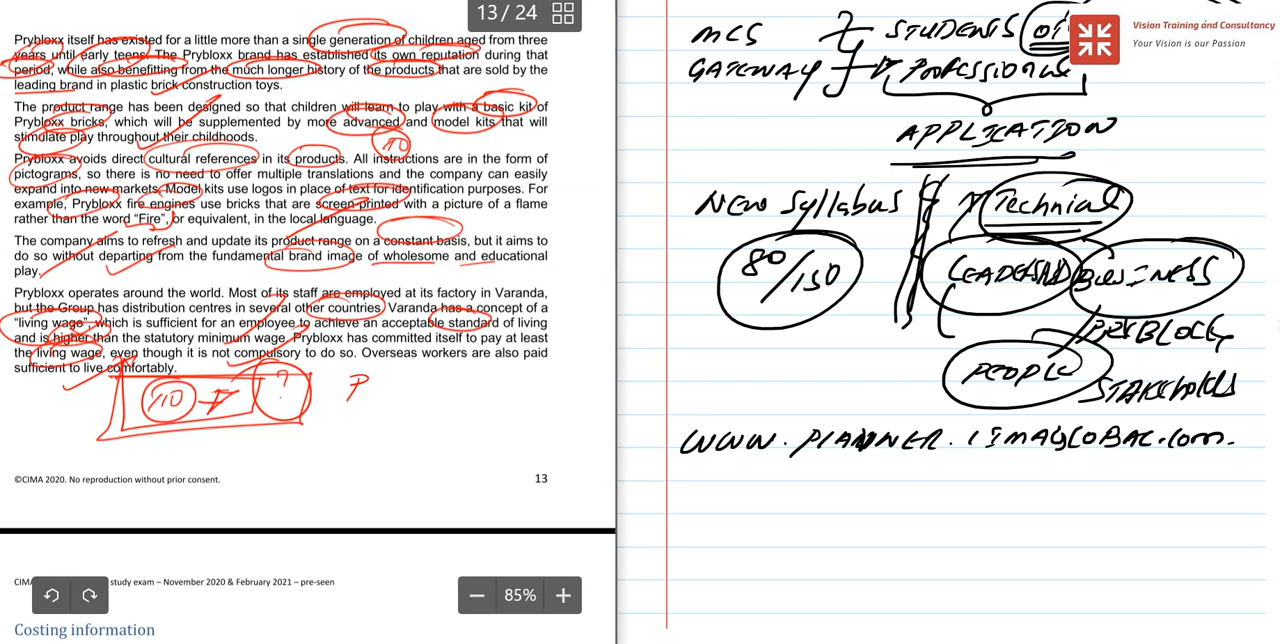 13 / 24
Prybloxx itself has existed for a little more than a single generation of children aged from three
years until early teens. The Prybloxx brand has established its own reputation during that
period, while also benefitting from the much longer history of the products that are sold by the
leading brand in plastic brick construction toys.
The product range has been designed so that children will learn to play with a basic kit of
Prybloxx bricks, which will be supplemented by more advanced and model kits that will
stimulate play throughout their childhoods.
Prybloxx avoids direct cultural references in its products. All instructions are in the form of
pictograms, so there is no need to offer multiple translations and the company can easily
expand into new markets. Model kits use logos in place of text for identification purposes. For
example, Prybloxx fire engines use bricks that are screen-printed with a picture of a flame
rather than the word “Fire”, or equivalent, in the local language.
The company aims to refresh and update its product range on a constant basis, but it aims to
do so without departing from the fundamental brand image of wholesome and educational
play.
Prybloxx operates around the world. Most of its staff are employed at its factory in Varanda,
but the Group has distribution centres in several other countries. Varanda has a concept of a
“living wage”, which is sufficient for an employee to achieve an acceptable standard of living
and is higher than the statutory minimum wage. Prybloxx has committed itself to pay at least
the living wage, even though it is not compulsory to do so. Overseas workers are also paid
sufficient to live comfortably.
?
P
©CIMA 2020. No reproduction without prior consent.
13
study exam – November 2020 & February 2021 – pre-seen
85%
Costing information
MCS
STUDENTS
GATEWAY
PROFESSIONALS
Vision Training and Consultancy
Your Vision is our Passion
APPLICATION
NEW Syllabus
Technical
80/150
BUSINESS
PEOPLE
STAKEHOLDS